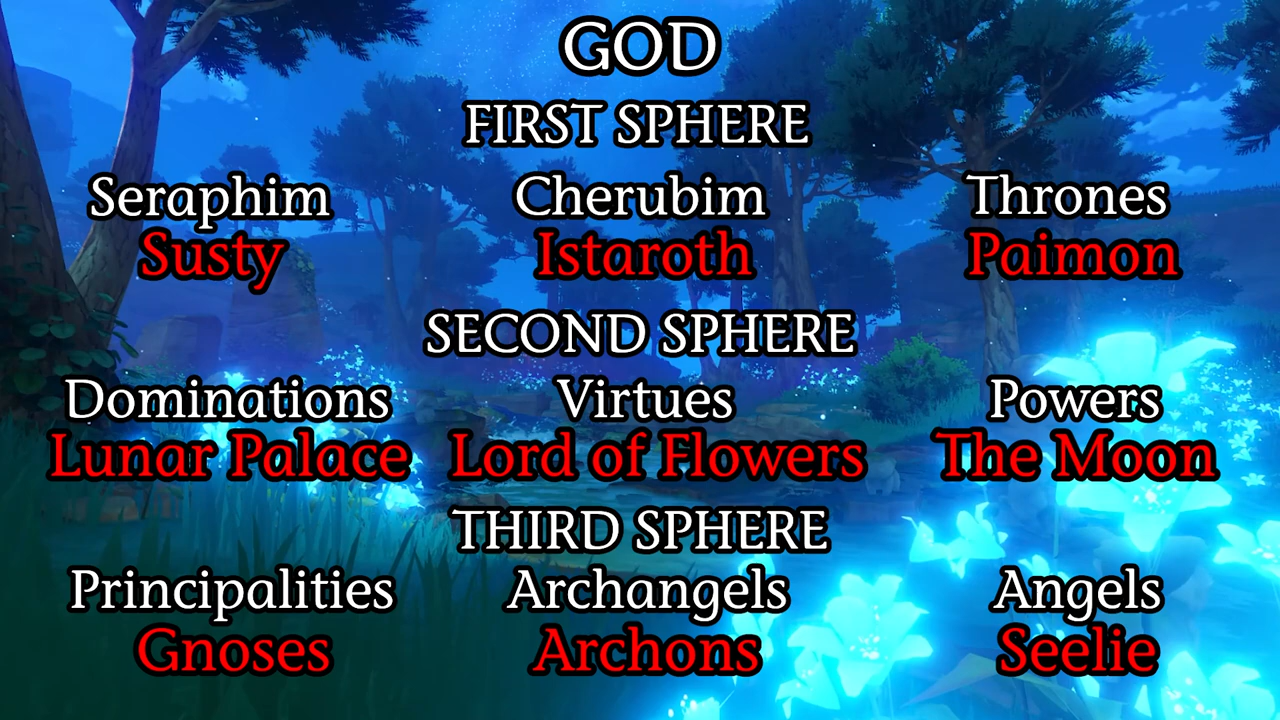 GOD
FIRST SPHERE
Seraphim Cherubim Thrones
Susty Istaroth Paimon
SECOND SPHERE
Dominations Virtues Powers
Lunar Palace Lord of Flowers The Moon
THIRD SPHERE
Principalities Archangels Angels
Gnoses Archons Seelie